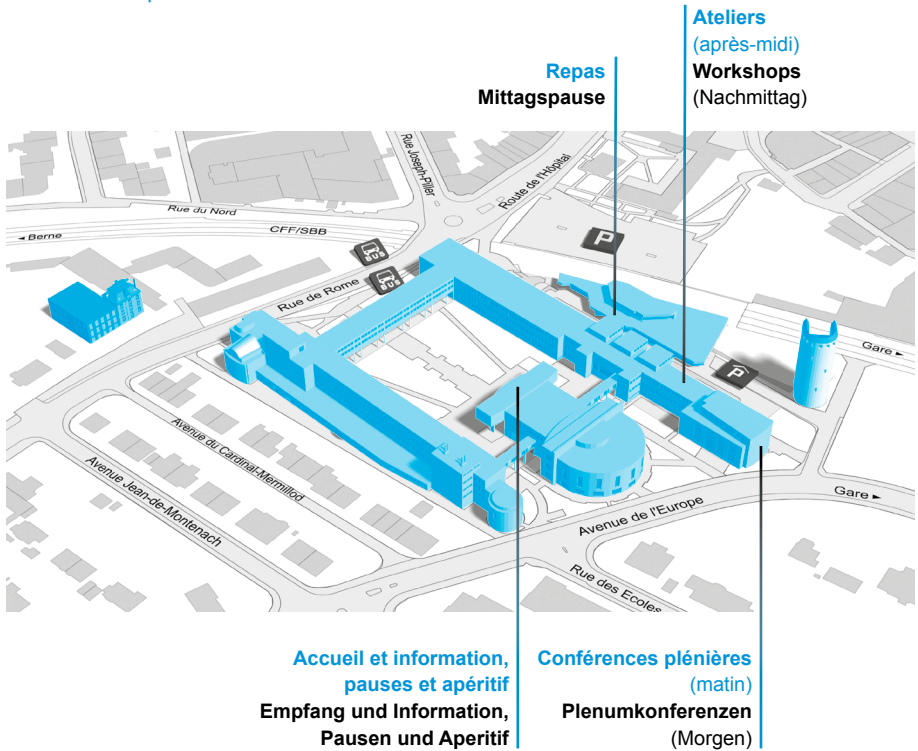 Ateliers
(après-midi)
Workshops
(Nachmittag)
Repas
Mittagspause
Rue Joseph-Piller
Route de l'Hôpital
Rue du Nord
CFF/SBB
◄ Berne
BUS
BUS
P
Rue de Rome
Gare ►
P
Avenue du Cardinal-Mermillod
Avenue Jean-de-Montenach
Gare ►
Avenue de l'Europe
Rue des Ecoles
Accueil et information,
pauses et apéritif
Empfang und Information,
Pausen und Aperitif
Conférences plénières
(matin)
Plenumkonferenzen
(Morgen)